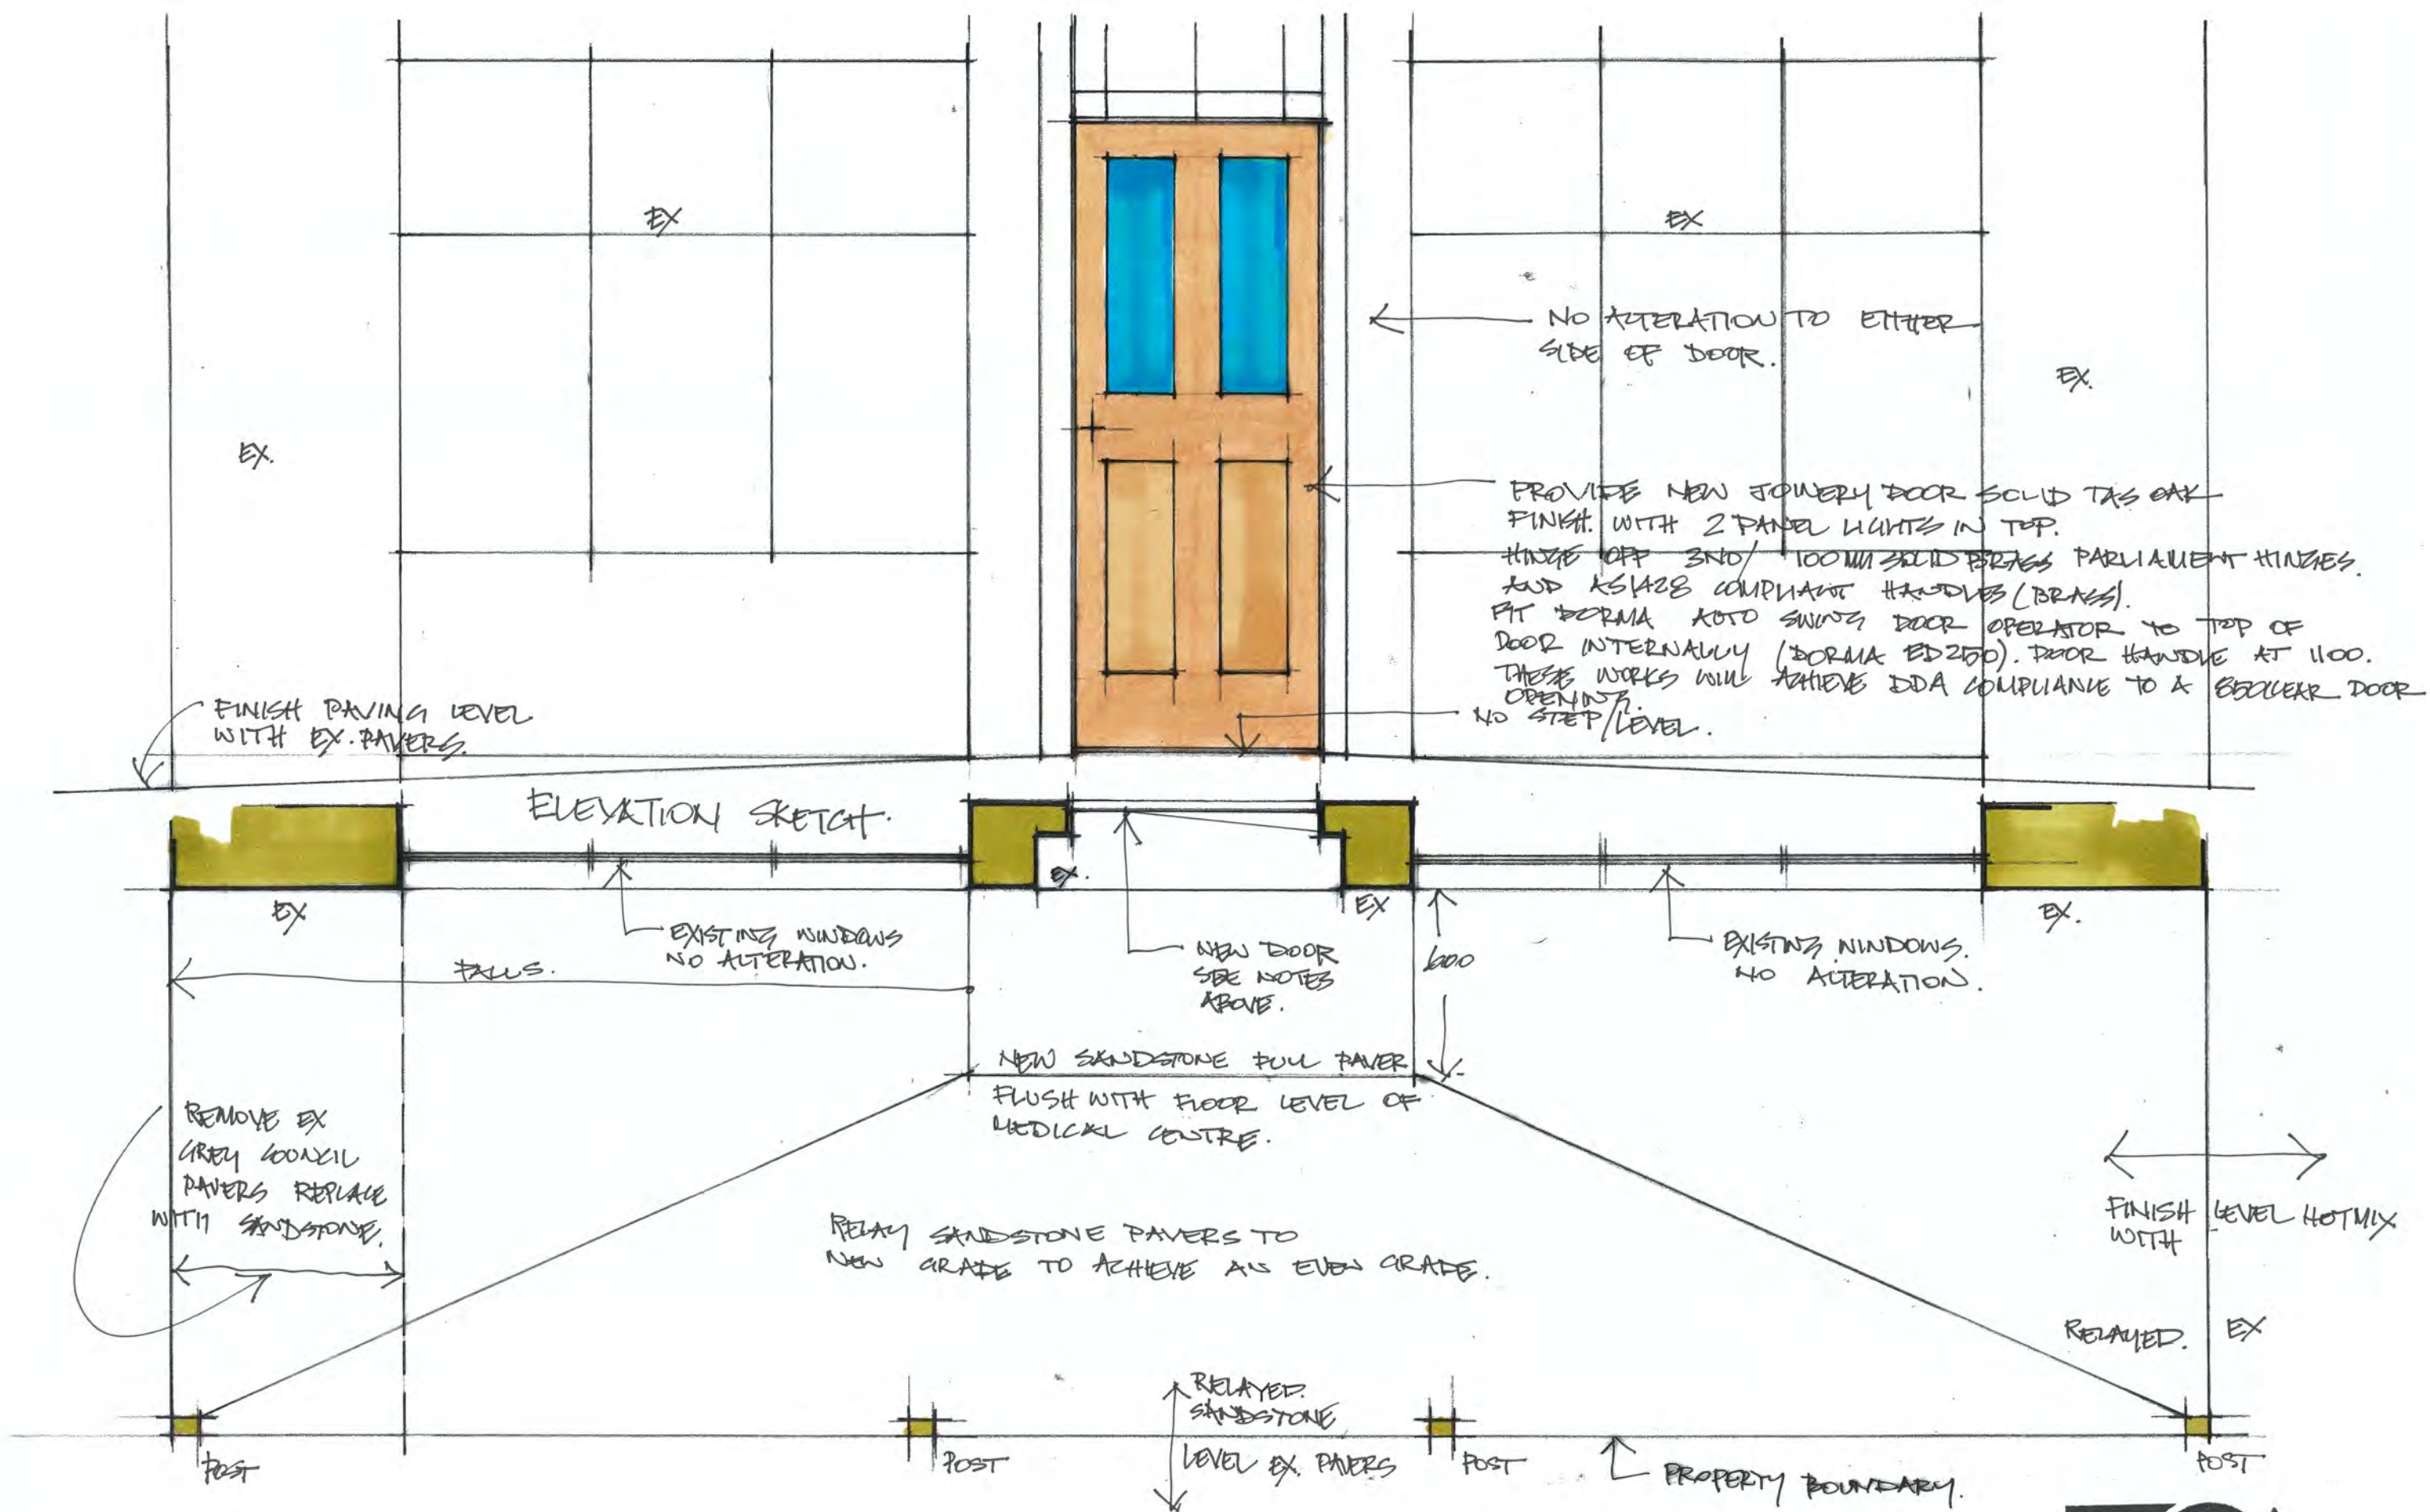 EX
EX
NO ALTERATION TO EITHER
SIDE OF DOOR.
EX.
EX.
PROVIDE NEW JOINERY DOOR SOLID TAS OAK
FINISH. WITH 2 PANEL LIGHTS IN TOP.
HINGE OFF 3NO/ 100MM SOLID BRASS PARLIAMENT HINGES.
AND AS1428 COMPLIANT HANDLES (BRASS).
FIT DORMA AUTO SWING DOOR OPERATOR TO TOP OF
DOOR INTERNALLY (DORMA ED250). DOOR HANDLE AT 1100.
THESE WORKS WILL ACHIEVE DDA COMPLIANCE TO A 850CLEAR DOOR
OPENING.
NO STEP/LEVEL.
FINISH PAVING LEVEL
WITH EX. PAVERS.
ELEVATION SKETCH.
EX.
EX
EX
EX.
EXISTING WINDOWS
NO ALTERATION.
FALLS.
NEW DOOR
SEE NOTES
ABOVE.
600
EXISTING WINDOWS.
NO ALTERATION.
NEW SANDSTONE FULL PAVER
FLUSH WITH FLOOR LEVEL OF
MEDICAL CENTRE.
REMOVE EX
GREY COUNCIL
PAVERS REPLACE
WITH SANDSTONE.
RELAY SANDSTONE PAVERS TO
NEW GRADE TO ACHIEVE AN EVEN GRADE.
FINISH LEVEL HOTMIX
WITH
RELAYED. EX
RELAYED.
SANDSTONE
LEVEL EX. PAVERS
POST
POST
POST
POST
PROPERTY BOUNDARY.